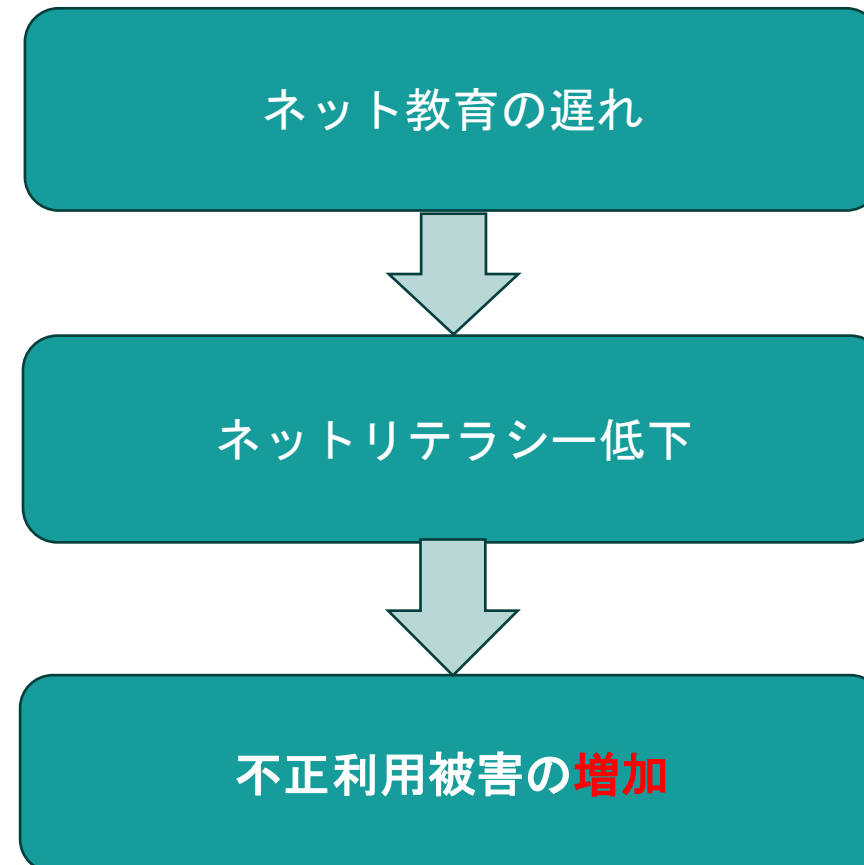 ネット教育の遅れ
ネットリテラシー低下
不正利用被害の増加